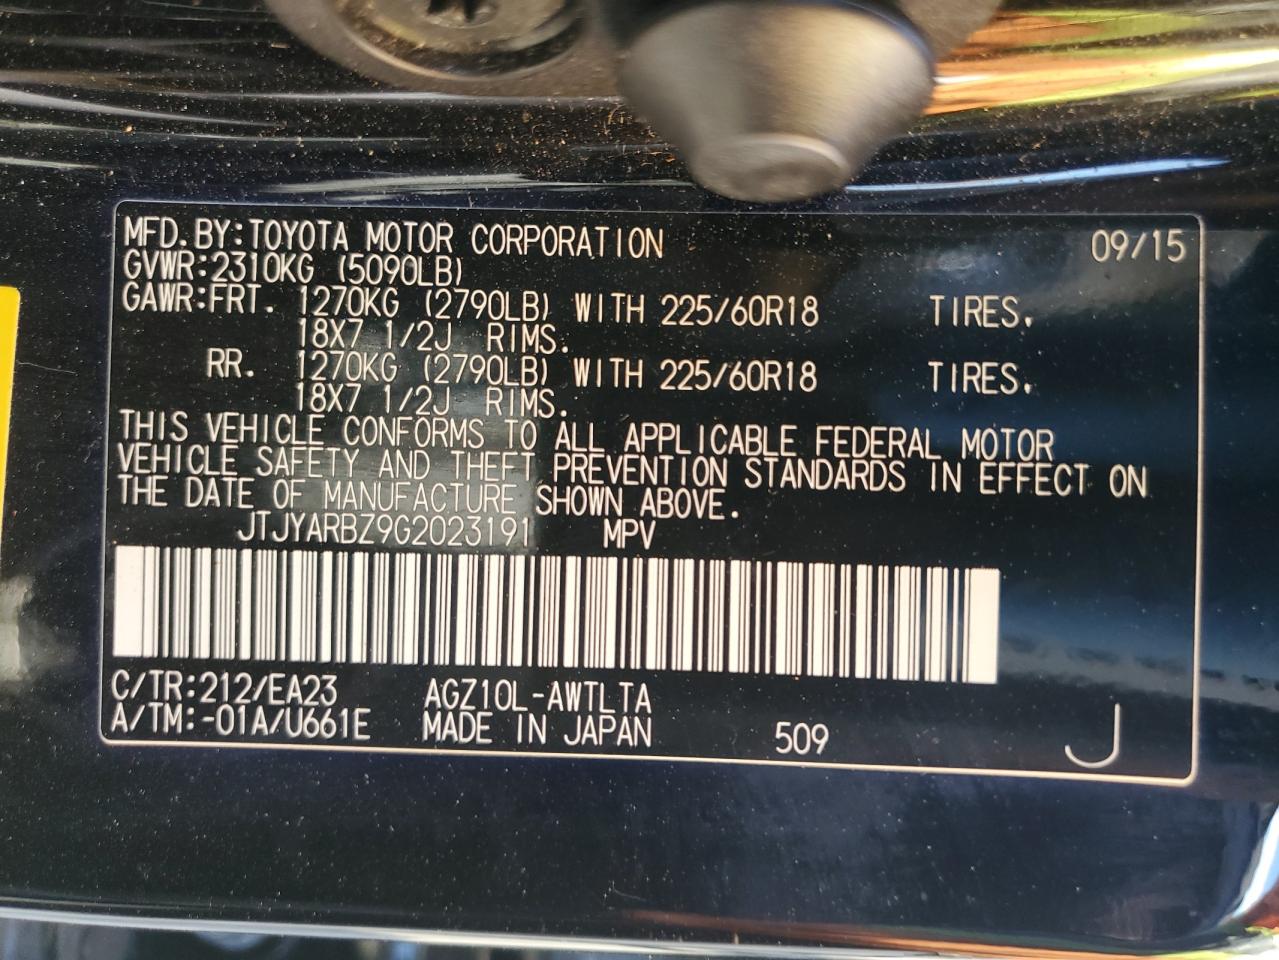 MFD.BY:TOYOTA MOTOR CORPORATION 09/15
GVWR:2310KG (5090LB)
GAWR:FRT. 1270KG (2790LB) WITH 225/60R18 TIRES.
18X7 1/2J RIMS.
RR. 1270KG (2790LB) WITH 225/60R18 TIRES.
18X7 1/2J RIMS.
THIS VEHICLE CONFORMS TO ALL APPLICABLE FEDERAL MOTOR
VEHICLE SAFETY AND THEFT PREVENTION STANDARDS IN EFFECT ON
THE DATE OF MANUFACTURE SHOWN ABOVE.
JTJYARBZ9G2023191 MPV
C/TR:212/EA23 AGZ10L-AWTLTA
A/TM:-01A/U661E MADE IN JAPAN 509 J